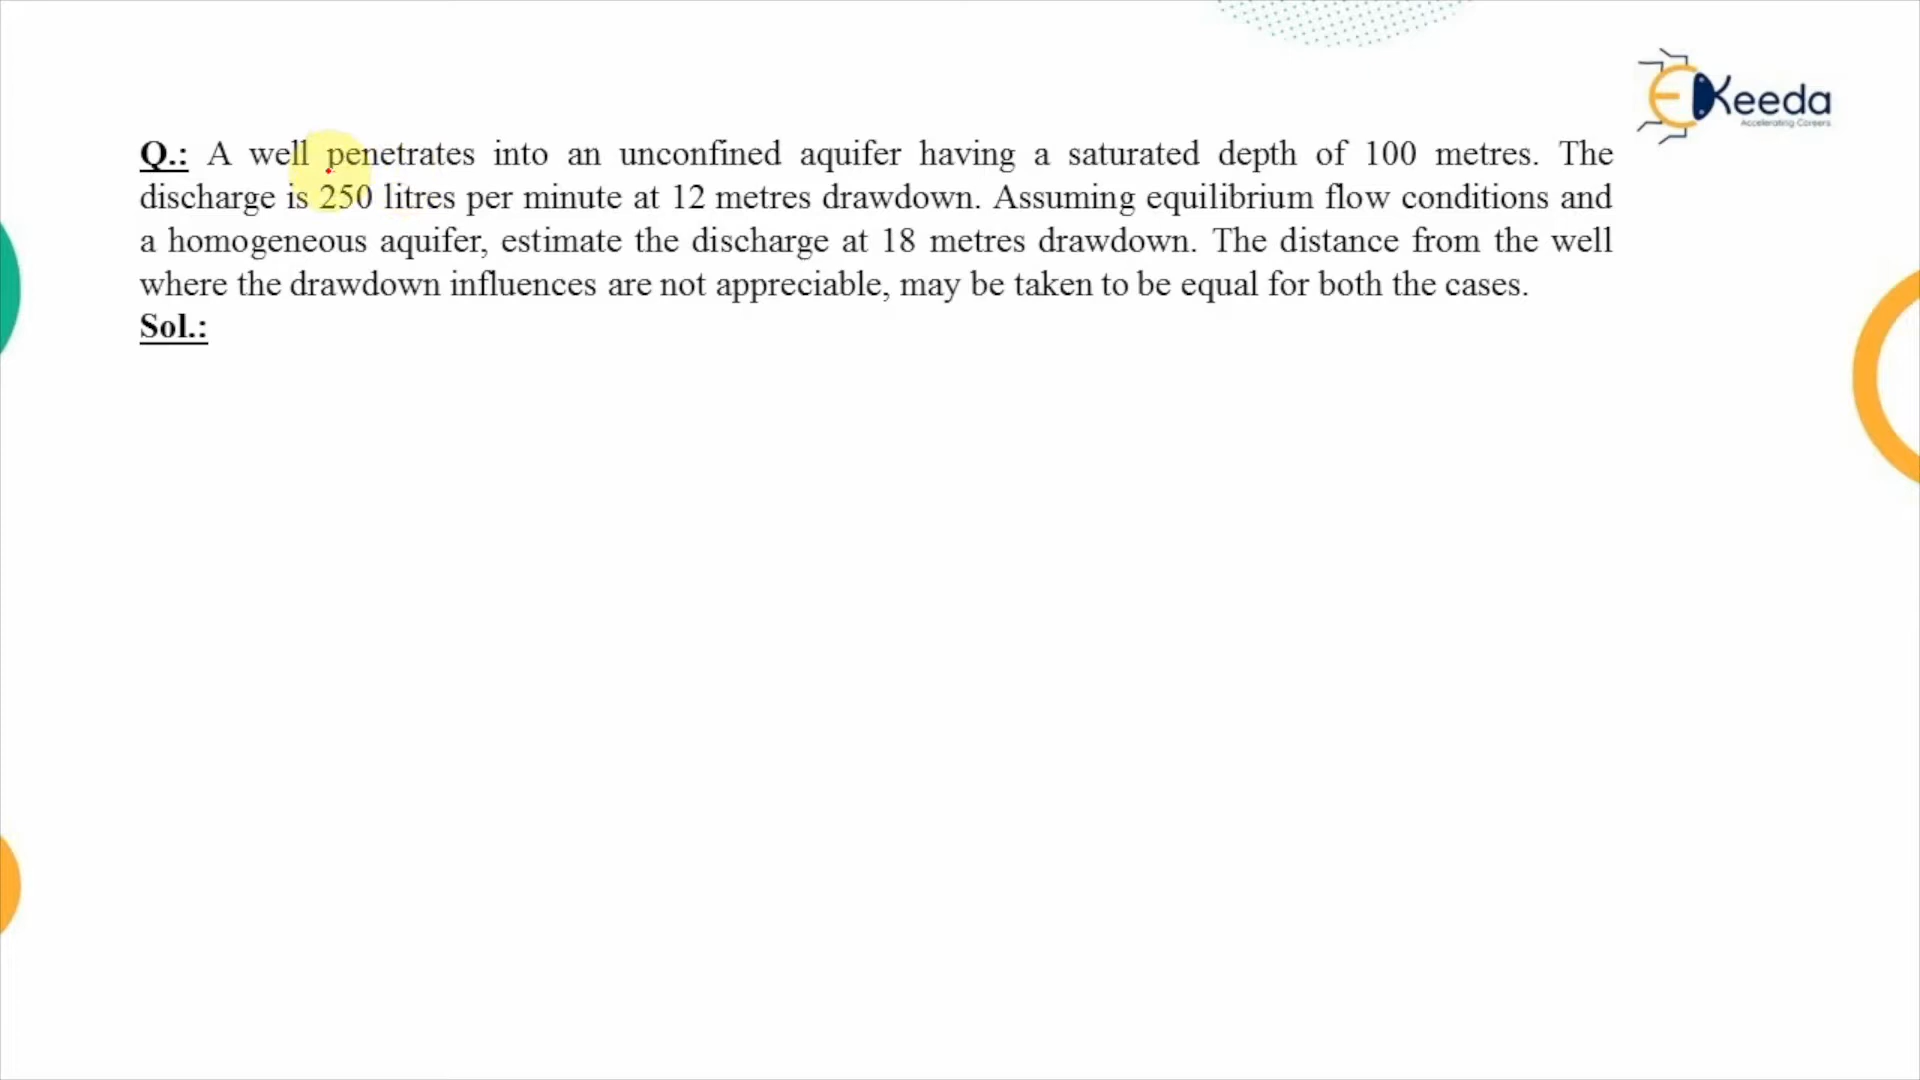 Keeda
Accelerating Careers
Q.: A well penetrates into an unconfined aquifer having a saturated depth of 100 metres. The
discharge is 250 litres per minute at 12 metres drawdown. Assuming equilibrium flow conditions and
a homogeneous aquifer, estimate the discharge at 18 metres drawdown. The distance from the well
where the drawdown influences are not appreciable, may be taken to be equal for both the cases.
Sol.: